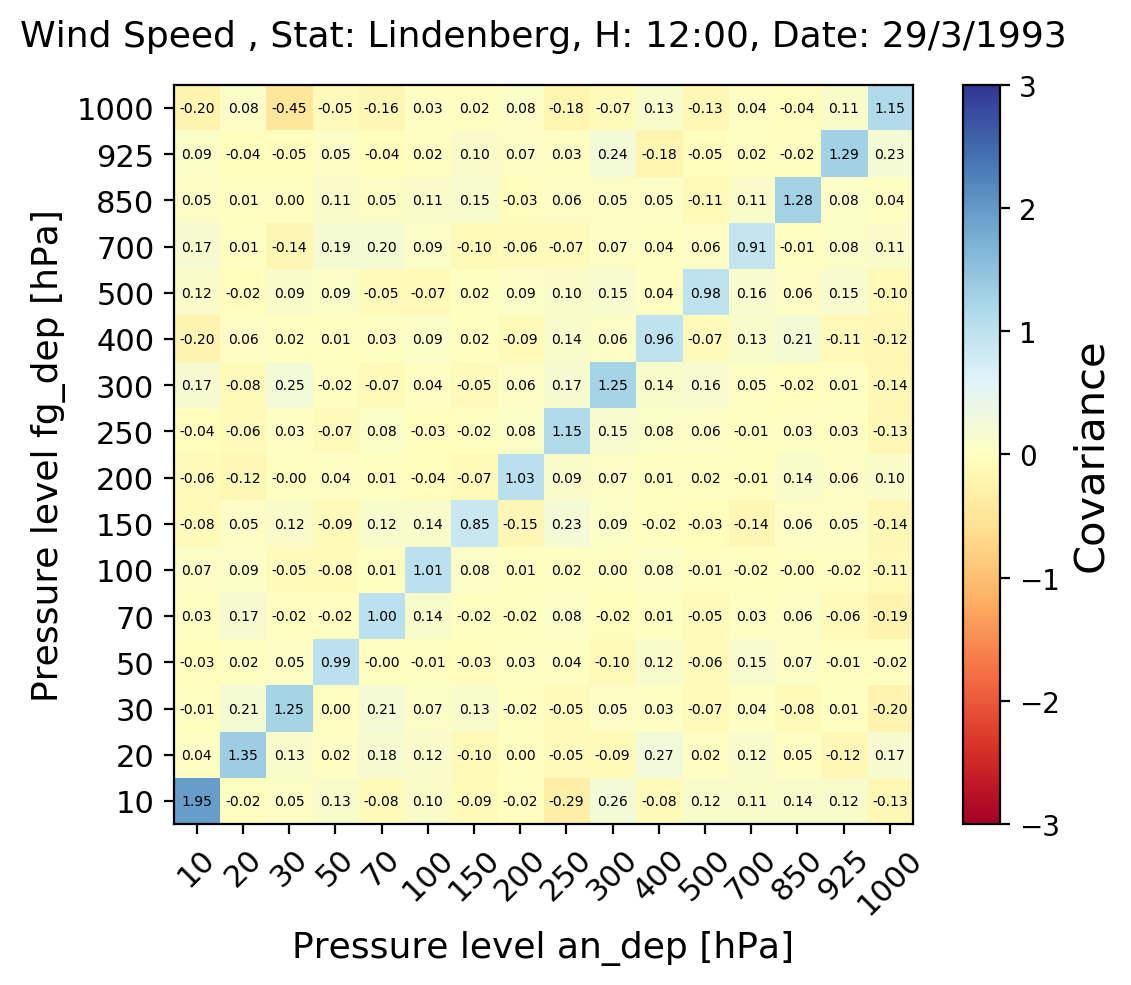 Wind Speed , Stat: Lindenberg, H: 12:00, Date: 29/3/1993
1000 -0.20 0.08 -0.45 -0.05 -0.16 0.03 0.02 0.08 -0.18 -0.07 0.13 -0.13 0.04 -0.04 0.11 1.15
925 0.09 -0.04 -0.05 0.05 -0.04 0.02 0.10 0.07 0.03 0.24 -0.18 -0.05 0.02 -0.02 1.29 0.23
850 0.05 0.01 0.00 0.11 0.05 0.11 0.15 -0.03 0.06 0.05 0.05 -0.11 0.11 1.28 0.08 0.04
700 0.17 0.01 -0.14 0.19 0.20 0.09 -0.10 -0.06 -0.07 0.07 0.04 0.06 0.91 -0.01 0.08 0.11
500 0.12 -0.02 0.09 0.09 -0.05 -0.07 0.02 0.09 0.10 0.15 0.04 0.98 0.16 0.06 0.15 -0.10
400 -0.20 0.06 0.02 0.01 0.03 0.09 0.02 -0.09 0.14 0.06 0.96 -0.07 0.13 0.21 -0.11 -0.12
300 0.17 -0.08 0.25 -0.02 -0.07 0.04 -0.05 0.06 0.17 1.25 0.14 0.16 0.05 -0.02 0.01 -0.14
250 -0.04 -0.06 0.03 -0.07 0.08 -0.03 -0.02 0.08 1.15 0.15 0.08 0.06 -0.01 0.03 0.03 -0.13
200 -0.06 -0.12 -0.00 0.04 0.01 -0.04 -0.07 1.03 0.09 0.07 0.01 0.02 -0.01 0.14 0.06 0.10
150 -0.08 0.05 0.12 -0.09 0.12 0.14 0.85 -0.15 0.23 0.09 -0.02 -0.03 -0.14 0.06 0.05 -0.14
100 0.07 0.09 -0.05 -0.08 0.01 1.01 0.08 0.01 0.02 0.00 0.08 -0.01 -0.02 -0.00 -0.02 -0.11
70 0.03 0.17 -0.02 -0.02 1.00 0.14 -0.02 -0.02 0.08 -0.02 0.01 -0.05 0.03 0.06 -0.06 -0.19
50 -0.03 0.02 0.05 0.99 -0.00 -0.01 -0.03 0.03 0.04 -0.10 0.12 -0.06 0.15 0.07 -0.01 -0.02
30 -0.01 0.21 1.25 0.00 0.21 0.07 0.13 -0.02 -0.05 0.05 0.03 -0.07 0.04 -0.08 0.01 -0.20
20 0.04 1.35 0.13 0.02 0.18 0.12 -0.10 0.00 -0.05 -0.09 0.27 0.02 0.12 0.05 -0.12 0.17
10 1.95 -0.02 0.05 0.13 -0.08 0.10 -0.09 -0.02 -0.29 0.26 -0.08 0.12 0.11 0.14 0.12 -0.13
10 20 30 50 70 100 150 200 250 300 400 500 700 850 925 1000
Pressure level an_dep [hPa]
Pressure level fg_dep [hPa]
3
2
1
0
−1
−2
−3
Covariance